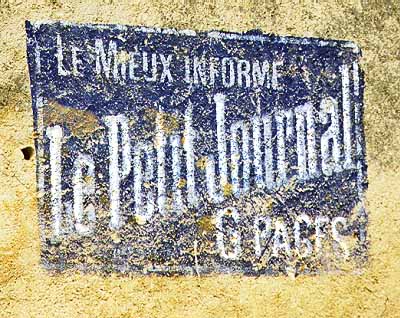 LE MIEUX INFORMÉ
Le Petit Journal
6 PAGES